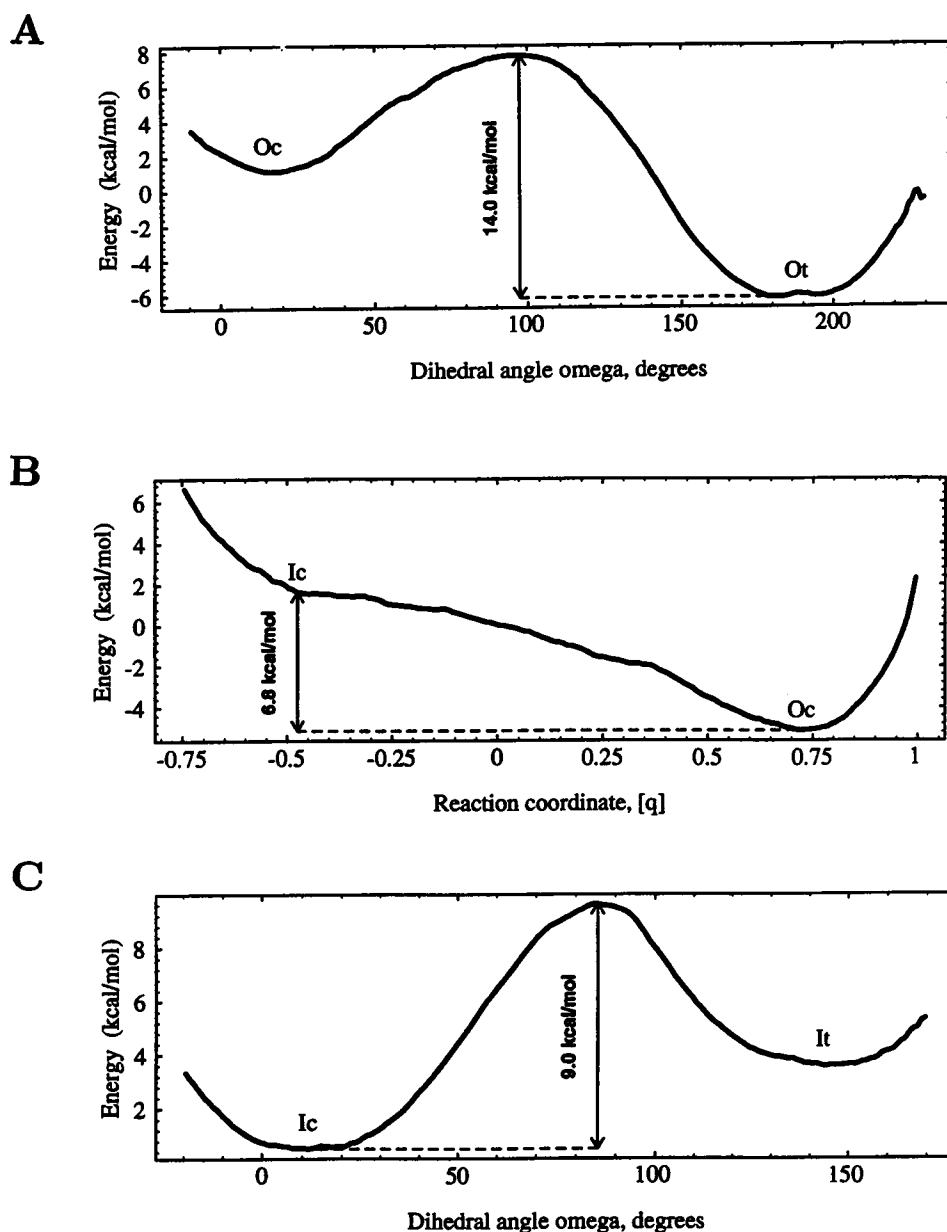 A
8
6
4
2
0
-2
-4
-6
Energy (kcal/mol)
Oc
14.0 kcal/mol
Ot
0 50 100 150 200
Dihedral angle omega, degrees
B
6
4
2
0
-2
-4
Energy (kcal/mol)
Ic
6.8 kcal/mol
Oc
-0.75 -0.5 -0.25 0 0.25 0.5 0.75 1
Reaction coordinate, [q]
C
8
6
4
2
Energy (kcal/mol)
Ic
9.0 kcal/mol
It
0 50 100 150
Dihedral angle omega, degrees